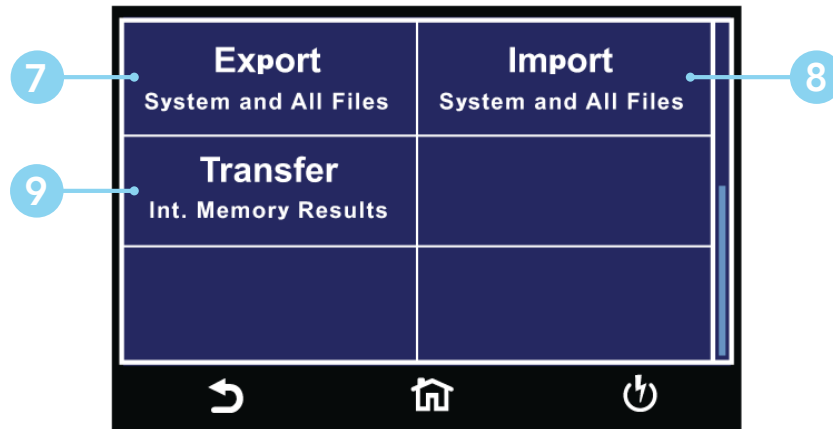 Export
System and All Files
Import
System and All Files
Transfer
Int. Memory Results
7
8
9